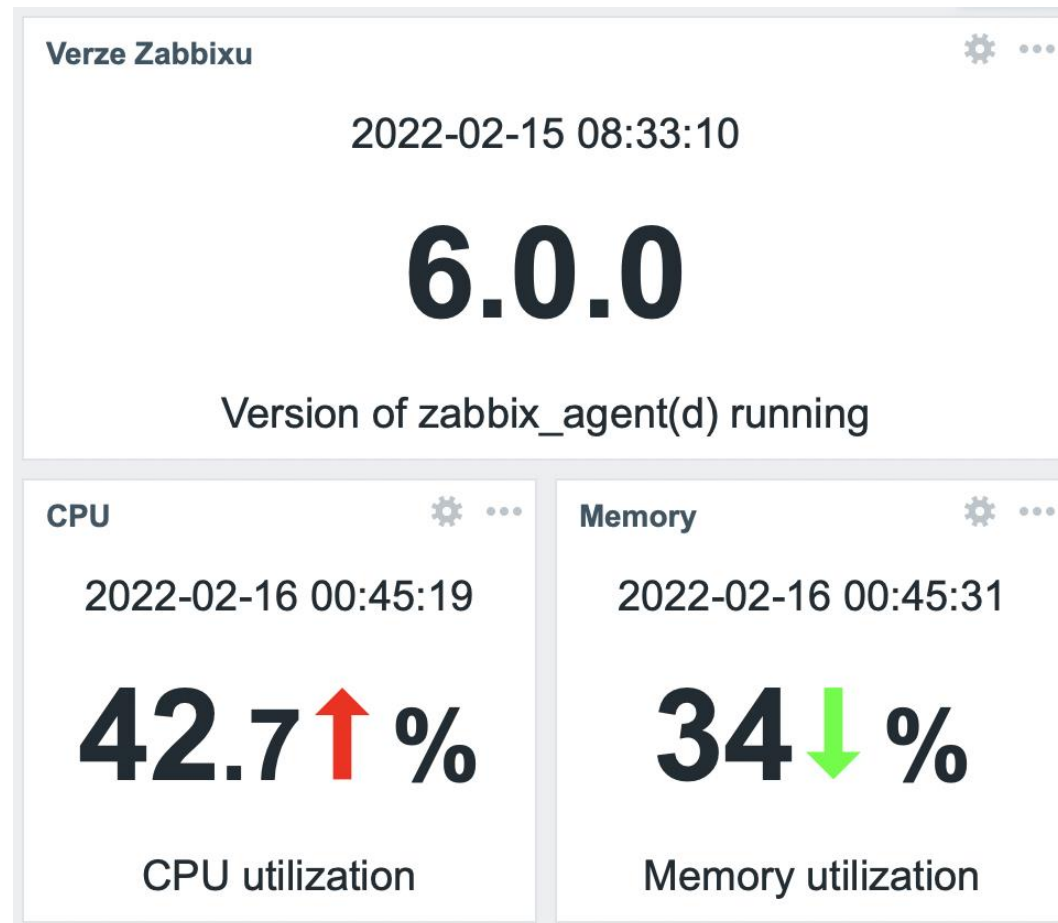 Verze Zabbixu
2022-02-15 08:33:10
6.0.0
Version of zabbix_agent(d) running
CPU
2022-02-16 00:45:19
42.7 %
CPU utilization
Memory
2022-02-16 00:45:31
34 %
Memory utilization